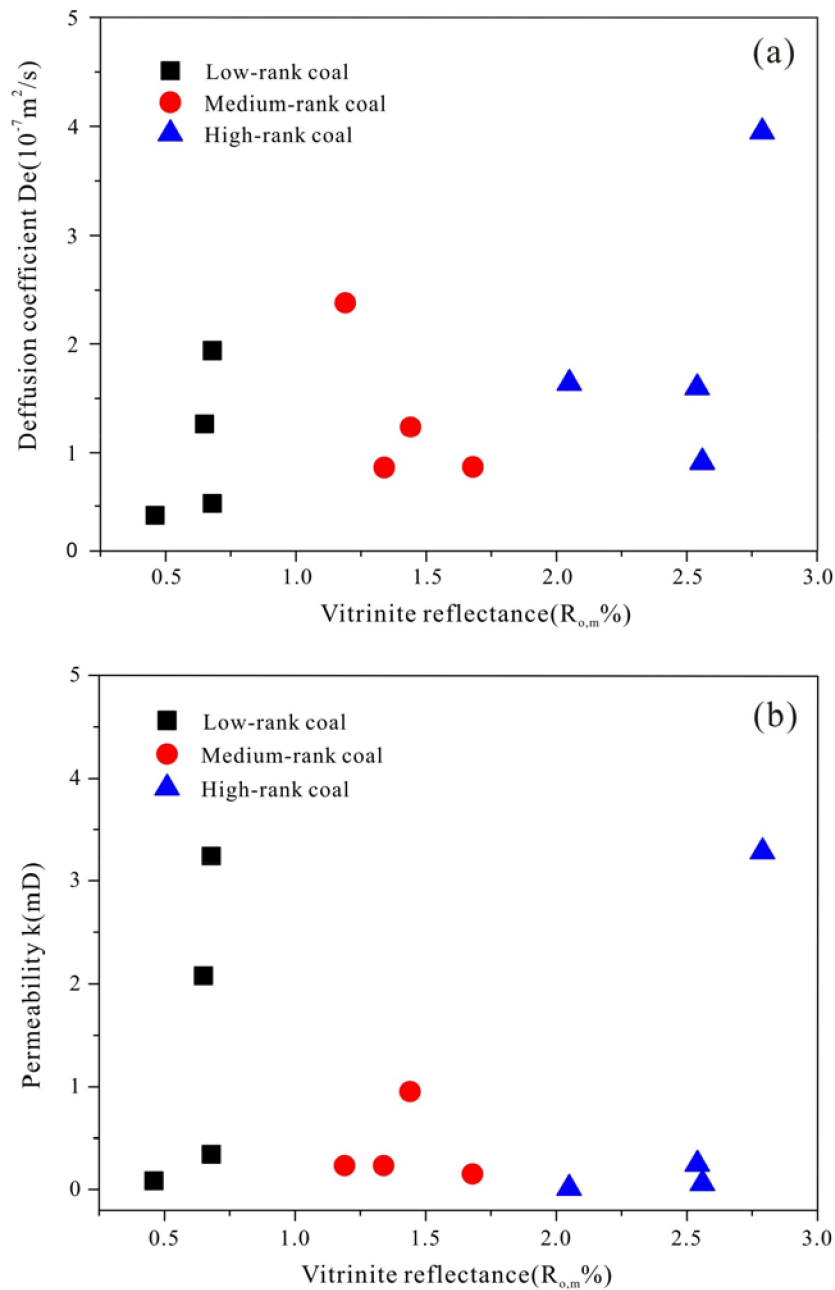 (a)
Low-rank coal
Medium-rank coal
High-rank coal
Deffusion coefficient De(10⁻⁷m²/s)
5
4
3
2
1
0
0.5 1.0 1.5 2.0 2.5 3.0
Vitrinite reflectance(Rₒ,ₘ%)
(b)
Low-rank coal
Medium-rank coal
High-rank coal
Permeability k(mD)
5
4
3
2
1
0
0.5 1.0 1.5 2.0 2.5 3.0
Vitrinite reflectance(Rₒ,ₘ%)